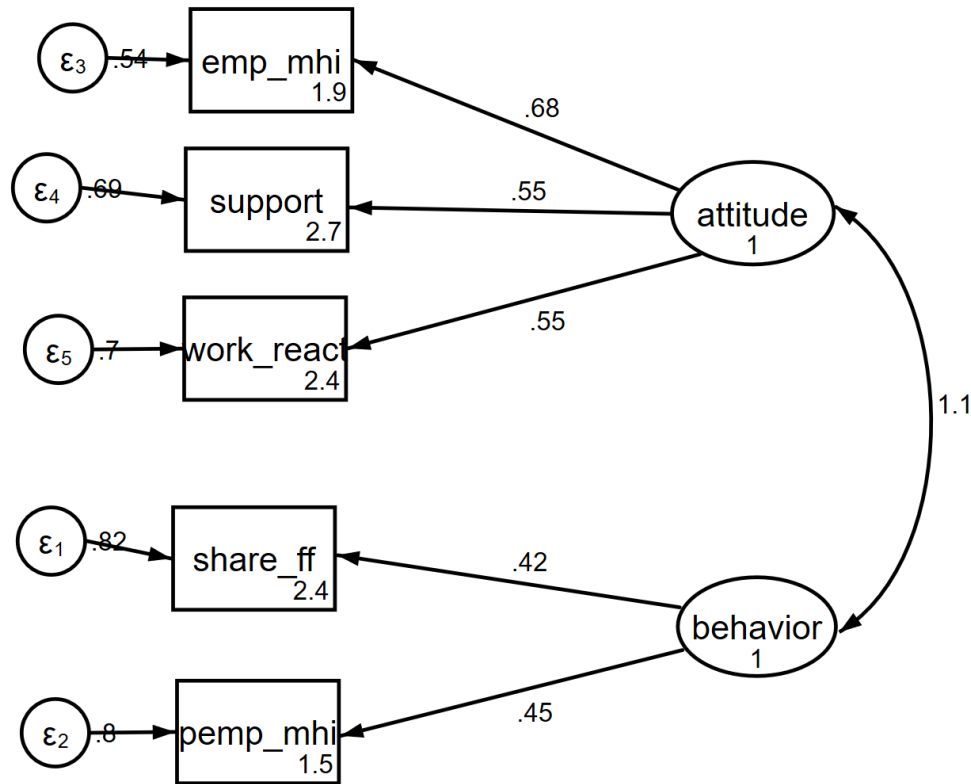 ε3 .54 emp_mhi
1.9
.68
ε4 .69 support
2.7
.55
attitude
1
ε5 .7 work_react
2.4
.55
1.1
ε1 .82 share_ff
2.4
.42
behavior
1
ε2 .8 pemp_mhi
1.5
.45